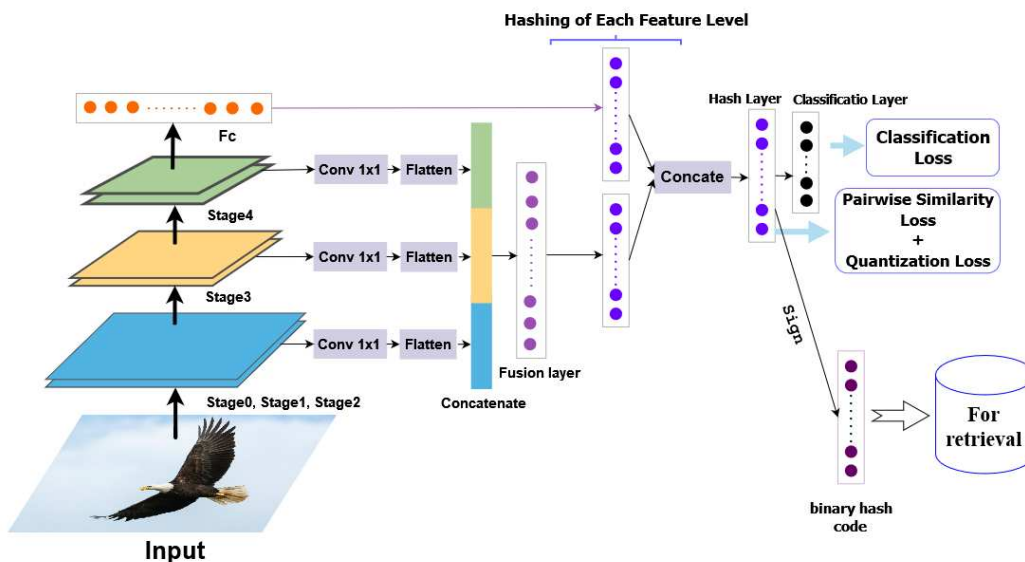 Hashing of Each Feature Level
Fc
Hash Layer
Classificatio Layer
Classification
Loss
Conv 1x1
Flatten
Concate
Stage4
Pairwise Similarity
Loss
+
Quantization Loss
Conv 1x1
Flatten
Stage3
Sign
Conv 1x1
Flatten
Fusion layer
Stage0, Stage1, Stage2
Concatenate
For
retrieval
binary hash
code
Input